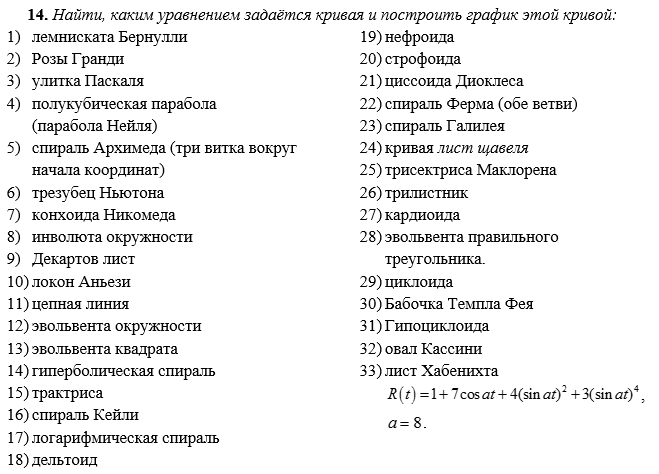 14. Найти, каким уравнением задаётся кривая и построить график этой кривой:
1) лемниската Бернулли
2) Розы Гранди
3) улитка Паскаля
4) полукубическая парабола
(парабола Нейля)
5) спираль Архимеда (три витка вокруг
начала координат)
6) трезубец Ньютона
7) конхоида Никомеда
8) инволюта окружности
9) Декартов лист
10) локон Аньези
11) цепная линия
12) эвольвента окружности
13) эвольвента квадрата
14) гиперболическая спираль
15) трактриса
16) спираль Кейли
17) логарифмическая спираль
18) дельтоид
19) нефроида
20) строфоида
21) циссоида Диоклеса
22) спираль Ферма (обе ветви)
23) спираль Галилея
24) кривая лист щавеля
25) трисектриса Маклорена
26) трилистник
27) кардиоида
28) эвольвента правильного
треугольника.
29) циклоида
30) Бабочка Темпла Фея
31) Гипоциклоида
32) овал Кассини
33) лист Хабенихта
R(t)=1+7cos at+4(sin at)²+3(sin at)⁴,
a=8.